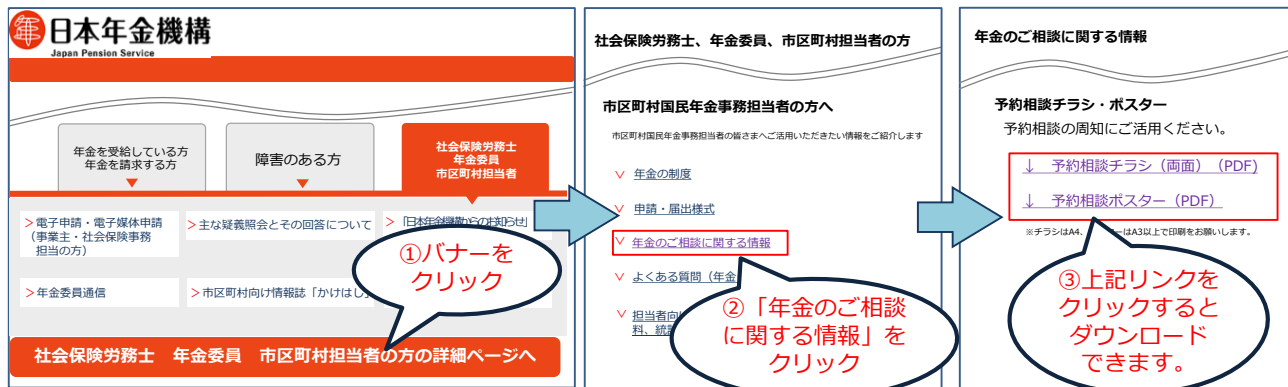 年 日本年金機構
Japan Pension Service
年金を受給している方
年金を請求する方
障害のある方
社会保険労務士
年金委員
市区町村担当者
>電子申請・電子媒体申請
（事業主・社会保険事務
担当の方）
>主な疑義照会とその回答について
>「日本年金機構からのお知らせ」
>年金委員通信
>市区町村向け情報誌「かけはし」
①バナーを
クリック
社会保険労務士　年金委員　市区町村担当者の方の詳細ページへ
社会保険労務士、年金委員、市区町村担当者の方
市区町村国民年金事務担当者の方へ
市区町村国民年金事務担当者の皆さまへご活用いただきたい情報をご紹介します
年金の制度
申請・届出様式
年金のご相談に関する情報
よくある質問（年金
担当者向
料、統
②「年金のご相談
に関する情報」を
クリック
年金のご相談に関する情報
予約相談チラシ・ポスター
予約相談の周知にご活用ください。
↓　予約相談チラシ（両面）（PDF）
↓　予約相談ポスター（PDF）
※チラシはA4、ーはA3以上で印刷をお願いします。
③上記リンクを
クリックすると
ダウンロード
できます。